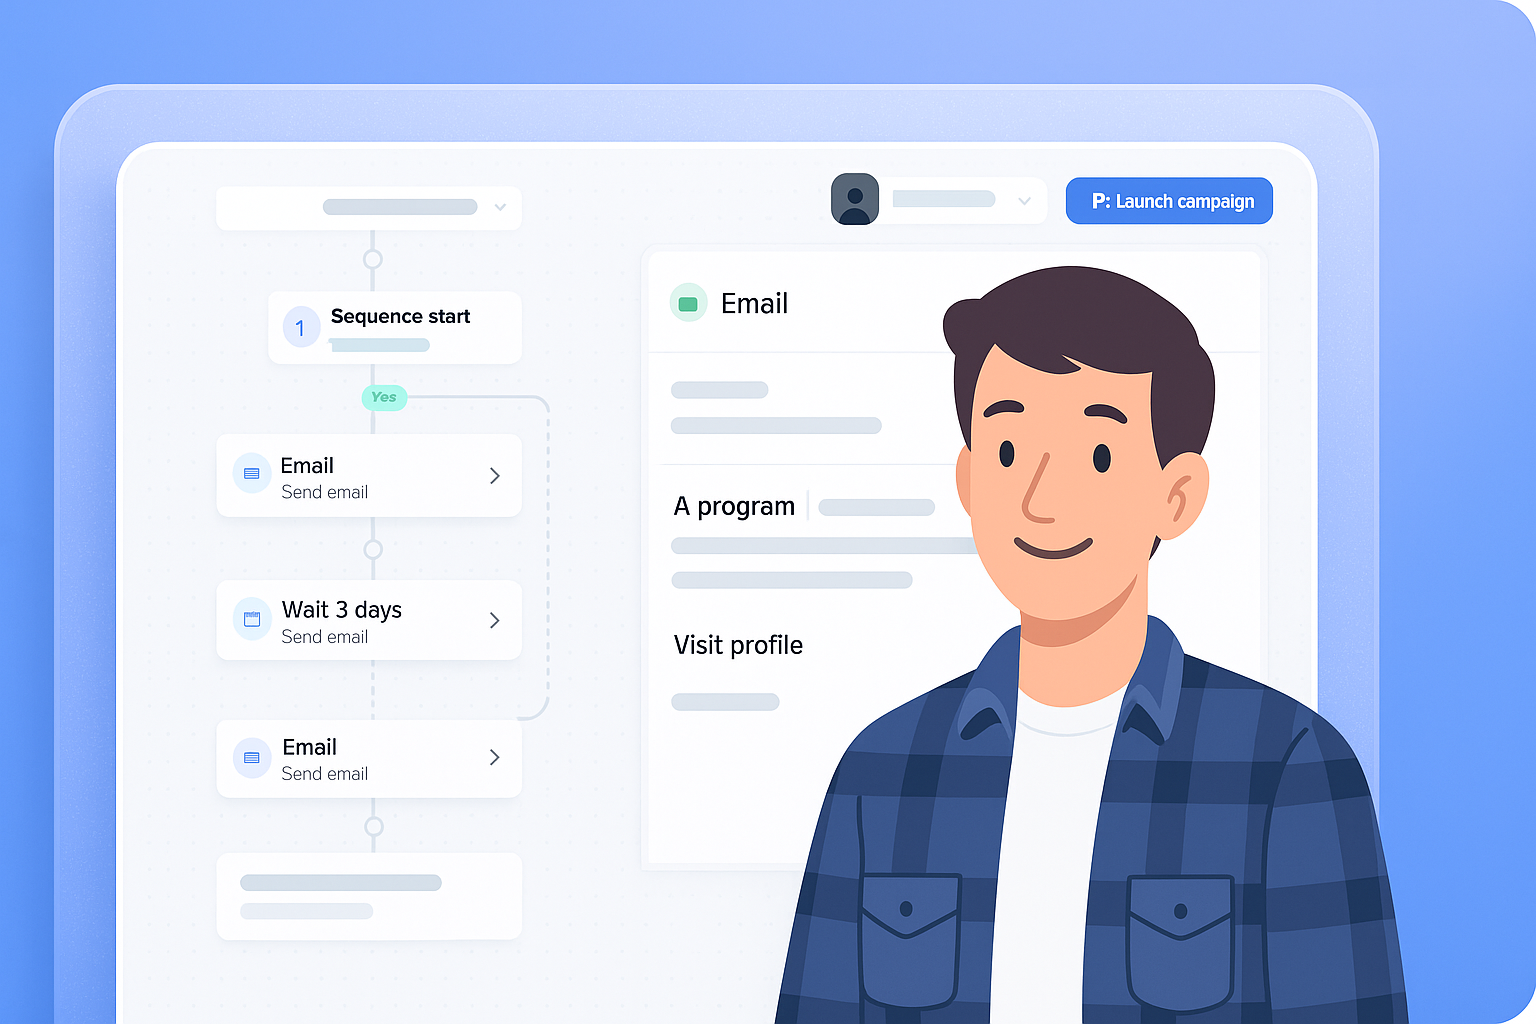 P: Launch campaign
1
Sequence start
Yes
Email
Send email
Wait 3 days
Send email
Email
Send email
Email
A program
Visit profile